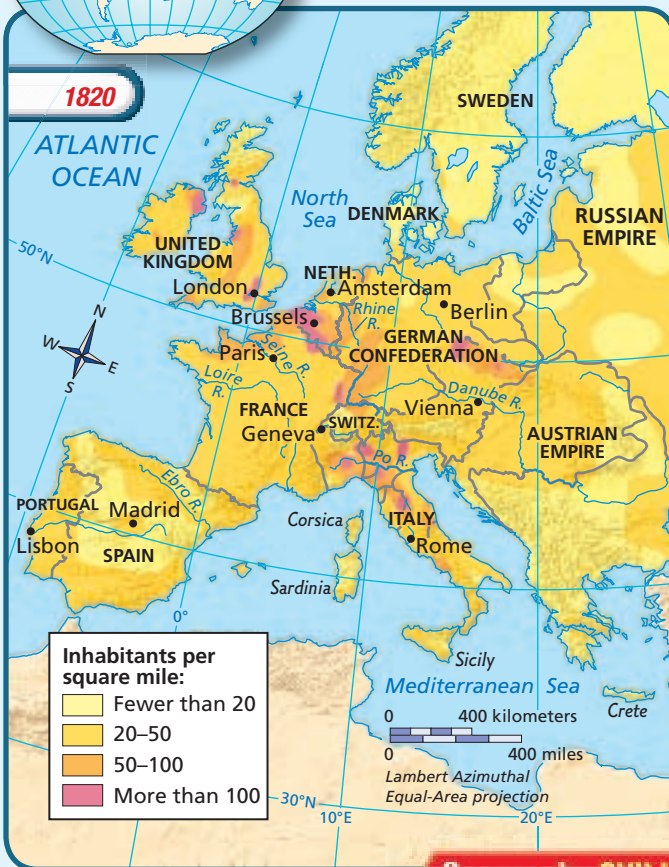 1820
ATLANTIC
OCEAN
SWEDEN
North
Sea
DENMARK
Baltic Sea
RUSSIAN
EMPIRE
50°N
UNITED
KINGDOM
London
NETH.
Amsterdam
Berlin
Brussels
Rhine
R.
GERMAN
CONFEDERATION
N
W
E
S
Paris
Seine R.
Loire
R.
FRANCE
Geneva
SWITZ.
Vienna
Danube R.
AUSTRIAN
EMPIRE
Po R.
PORTUGAL
Madrid
Ebro R.
Lisbon
SPAIN
Corsica
ITALY
Rome
Sardinia
0°
Sicily
Mediterranean Sea
Crete
Inhabitants per
square mile:
Fewer than 20
20–50
50–100
More than 100
0 400 kilometers
0 400 miles
Lambert Azimuthal
Equal-Area projection
30°N
10°E
20°E